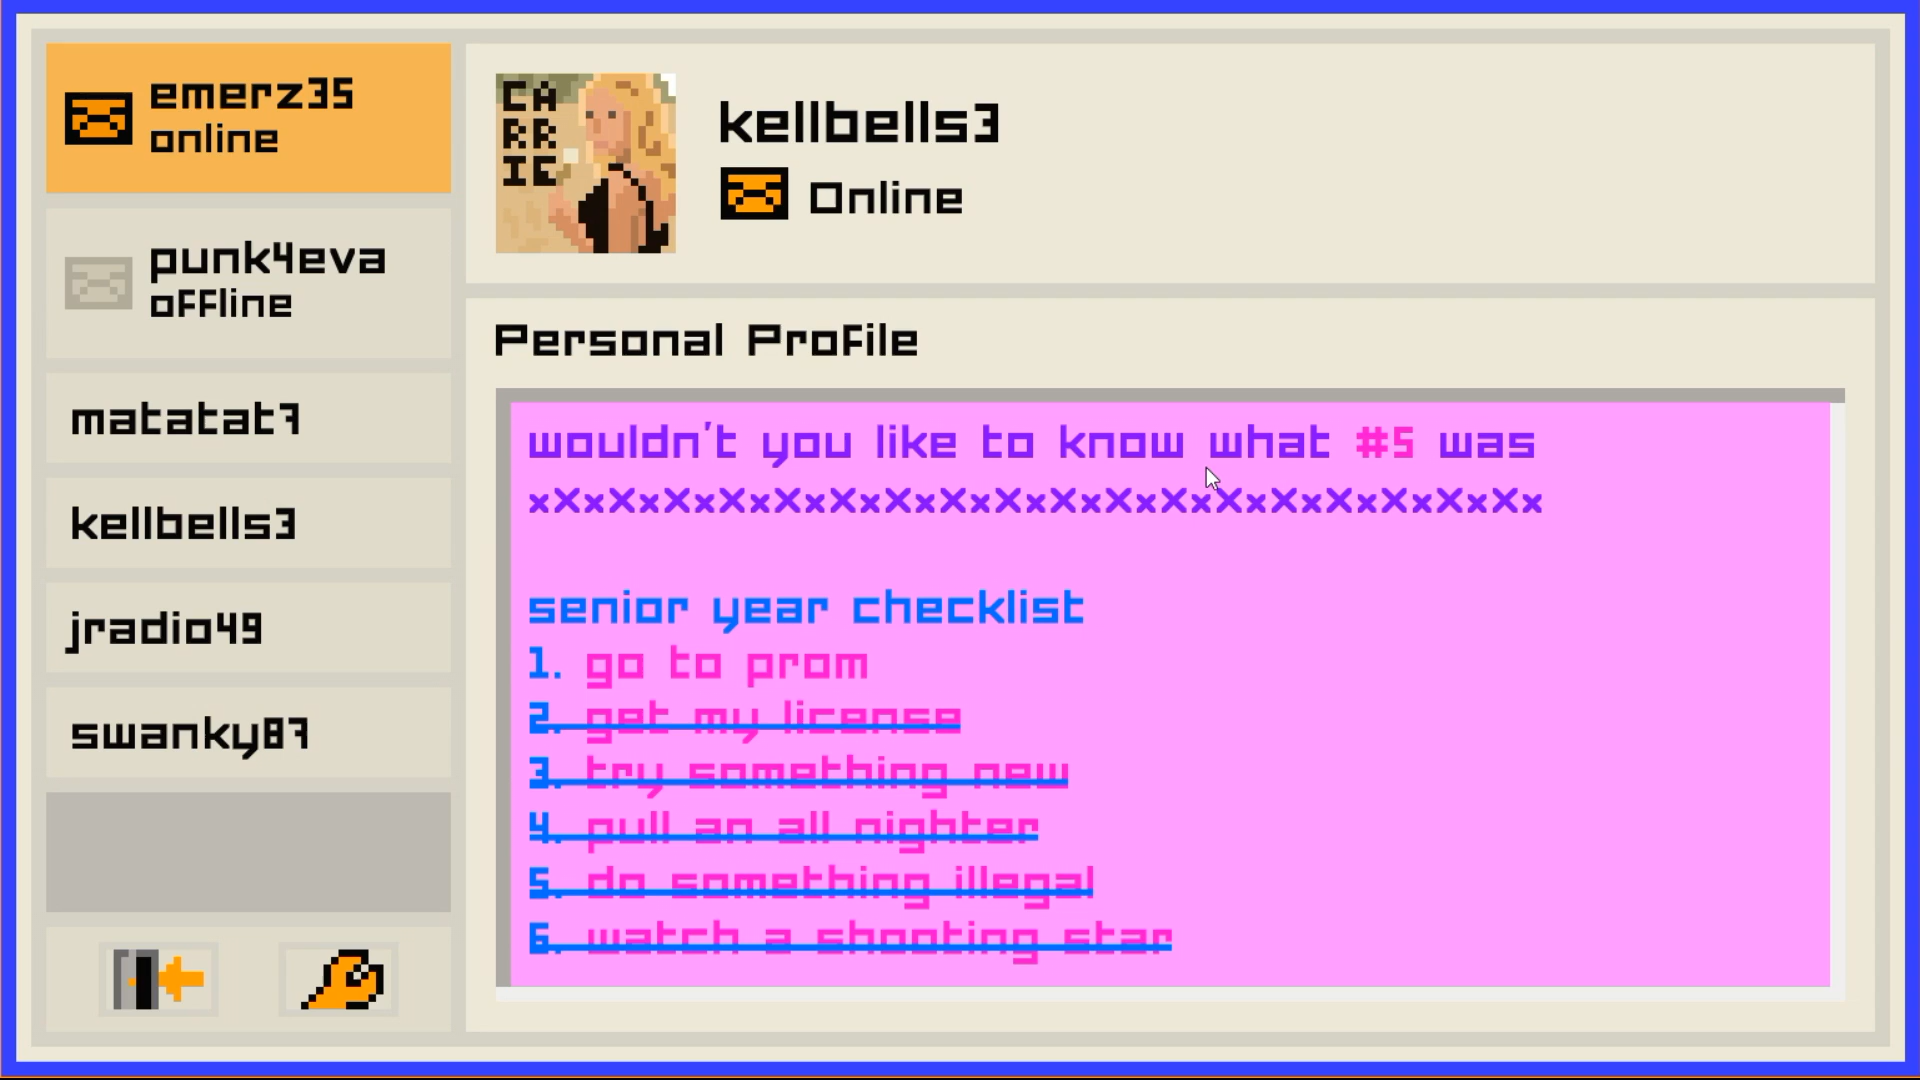 emerz35
online
punk4eva
offline
matatat7
kellbells3
jradio49
swanky87
CA
RR
IE
kellbells3
Online
Personal Profile
wouldn't you like to know what #5 was
xXxXxXxXxXxXxXxXxXxXxXxXxXxXxXxXxXxXx
senior year checklist
1. go to prom
2. get my license
3. try something new
4. pull an all nighter
5. do something illegal
6. watch a shooting star